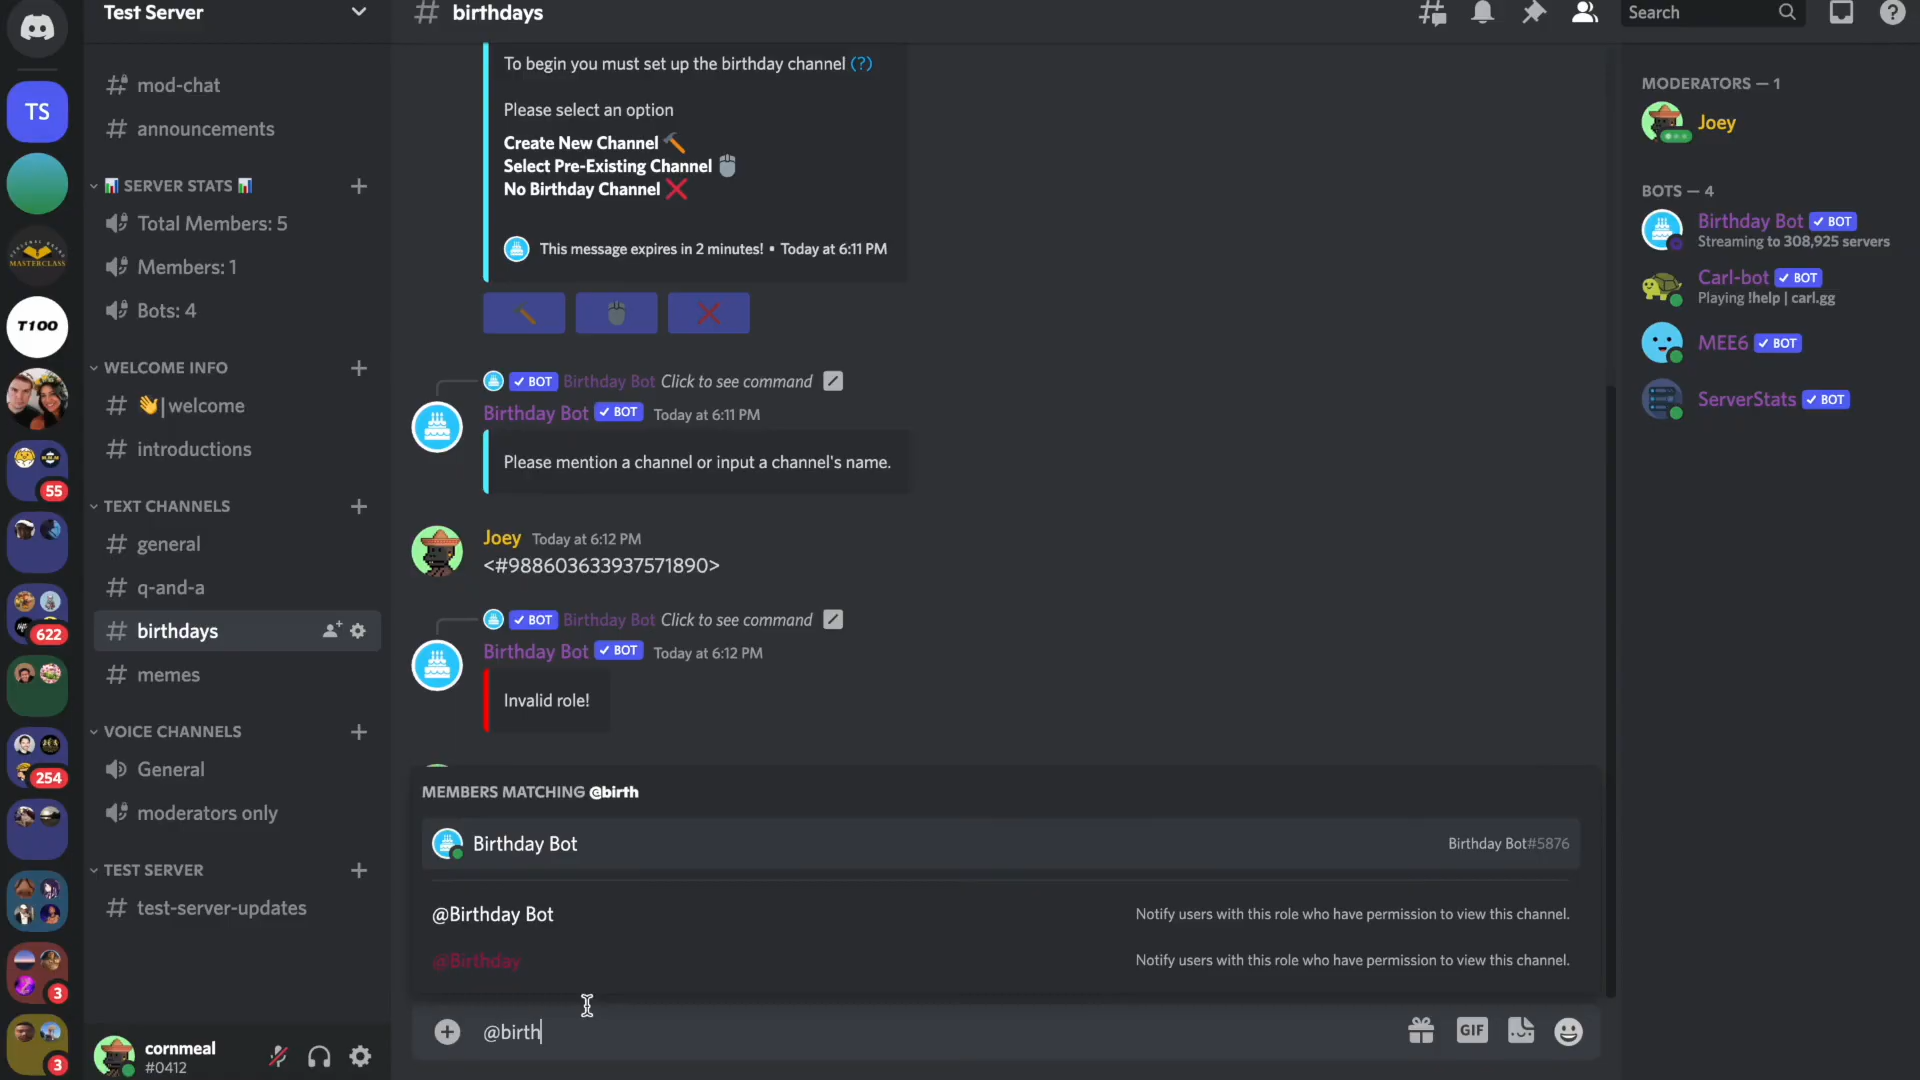 Test Server
mod-chat
announcements
SERVER STATS
Total Members: 5
Members: 1
Bots: 4
WELCOME INFO
|welcome
introductions
TEXT CHANNELS
general
q-and-a
birthdays
memes
VOICE CHANNELS
General
moderators only
TEST SERVER
test-server-updates
cornmeal
#0412
TS
MASTERCLASS
T100
55
622
254
3
3
birthdays
Search
To begin you must set up the birthday channel (?)
Please select an option
Create New Channel
Select Pre-Existing Channel
No Birthday Channel
This message expires in 2 minutes! • Today at 6:11 PM
BOT Birthday Bot Click to see command
Birthday Bot BOT Today at 6:11 PM
Please mention a channel or input a channel's name.
Joey Today at 6:12 PM
<#988603633937571890>
BOT Birthday Bot Click to see command
Birthday Bot BOT Today at 6:12 PM
Invalid role!
MEMBERS MATCHING @birth
Birthday Bot Birthday Bot#5876
@Birthday Bot Notify users with this role who have permission to view this channel.
@Birthday Notify users with this role who have permission to view this channel.
@birth
GIF
MODERATORS — 1
Joey
BOTS — 4
Birthday Bot BOT
Streaming to 308,925 servers
Carl-bot BOT
Playing !help | carl.gg
MEE6 BOT
ServerStats BOT